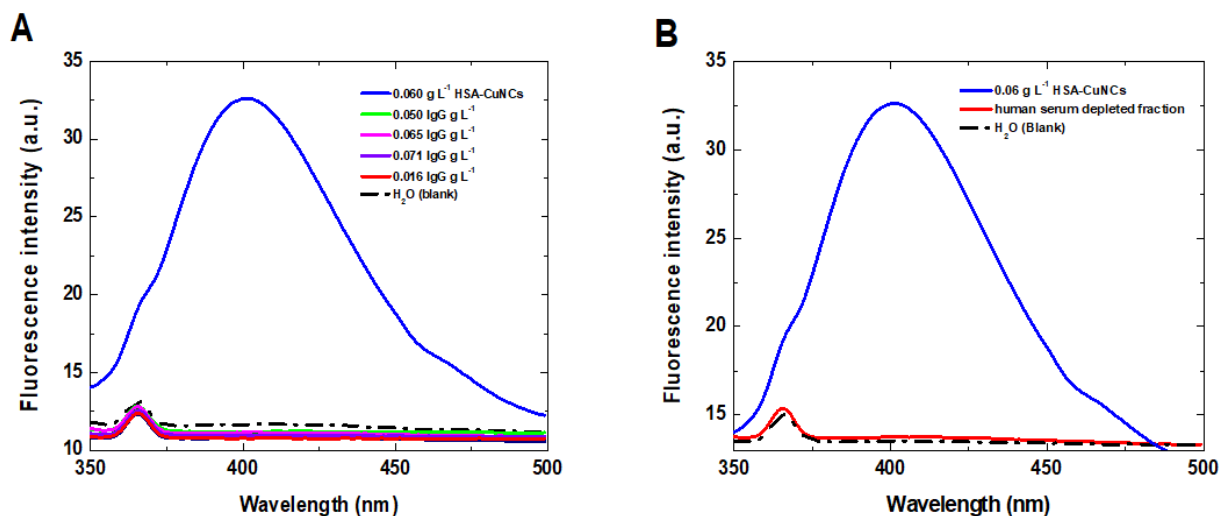 A
35
30
25
20
15
10
350
400
450
500
Fluorescence intensity (a.u.)
Wavelength (nm)
0.060 g L⁻¹ HSA-CuNCs
0.050 IgG g L⁻¹
0.065 IgG g L⁻¹
0.071 IgG g L⁻¹
0.016 IgG g L⁻¹
H₂O (blank)
B
35
30
25
20
15
350
400
450
500
Fluorescence intensity (a.u.)
Wavelength (nm)
0.06 g L⁻¹ HSA-CuNCs
human serum depleted fraction
H₂O (Blank)